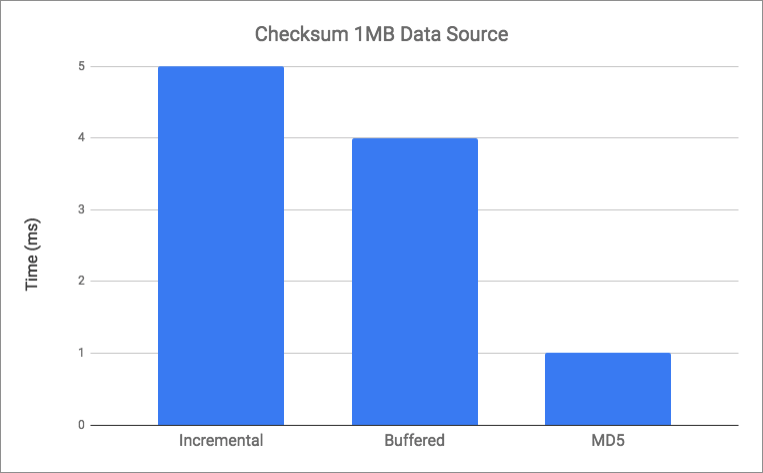 Checksum 1MB Data Source
Time (ms)
5
4
3
2
1
0
Incremental
Buffered
MD5